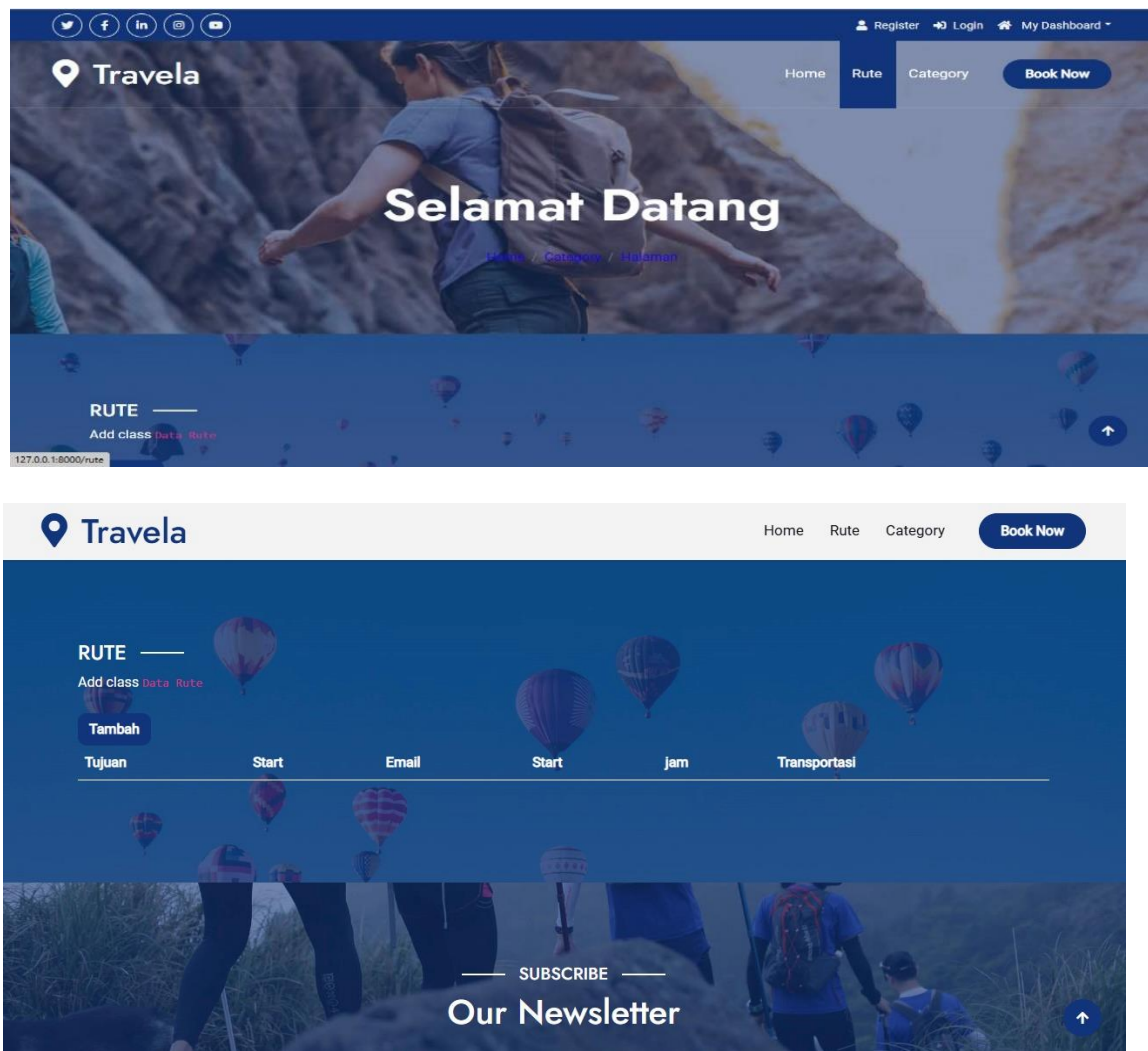 Register Login My Dashboard
Travela
Home Rute Category Book Now
Selamat Datang
Home / Category / Halaman
RUTE
Add class Data Rute
127.0.0.1:8000/rute
Travela
Home Rute Category Book Now
RUTE
Add class Data Rute
Tambah
Tujuan Start Email Start jam Transportasi
SUBSCRIBE
Our Newsletter